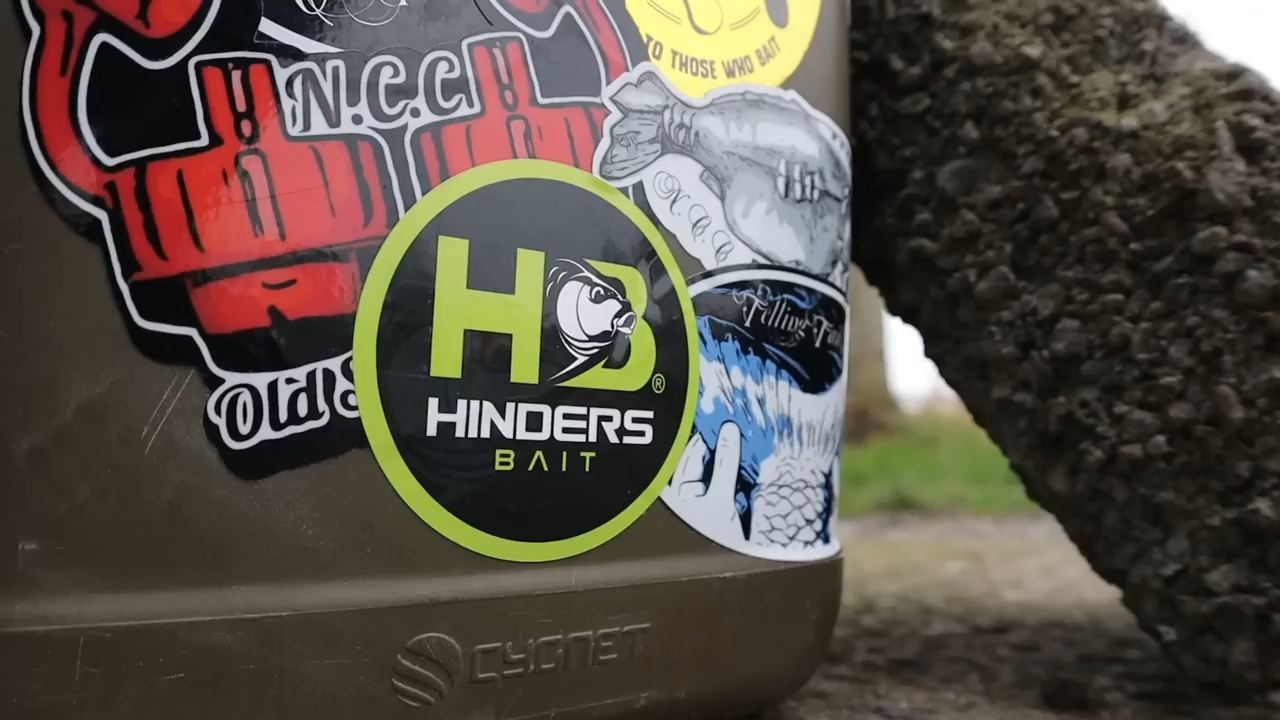 TO THOSE WHO BAIT
N.C.C
N.C.C
HB
®
HINDERS
BAIT
Old
CYGNET